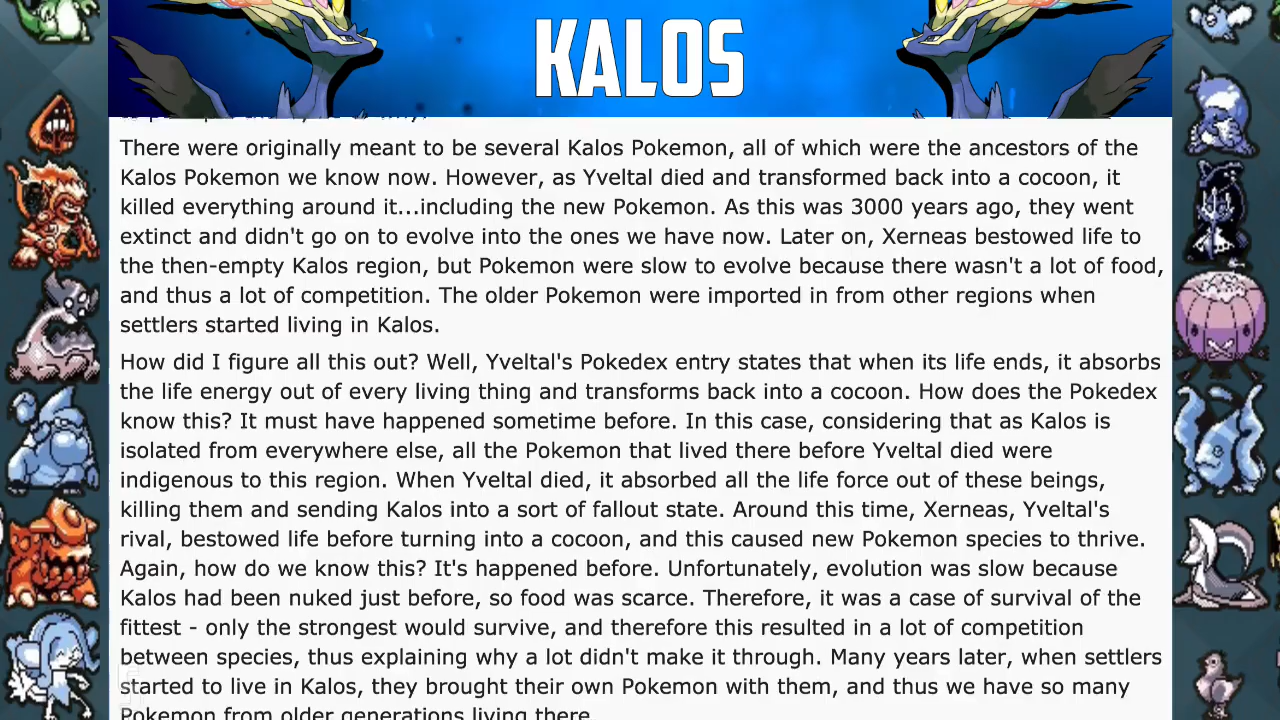 KALOS
There were originally meant to be several Kalos Pokemon, all of which were the ancestors of the
Kalos Pokemon we know now. However, as Yveltal died and transformed back into a cocoon, it
killed everything around it...including the new Pokemon. As this was 3000 years ago, they went
extinct and didn't go on to evolve into the ones we have now. Later on, Xerneas bestowed life to
the then-empty Kalos region, but Pokemon were slow to evolve because there wasn't a lot of food,
and thus a lot of competition. The older Pokemon were imported in from other regions when
settlers started living in Kalos.
How did I figure all this out? Well, Yveltal's Pokedex entry states that when its life ends, it absorbs
the life energy out of every living thing and transforms back into a cocoon. How does the Pokedex
know this? It must have happened sometime before. In this case, considering that as Kalos is
isolated from everywhere else, all the Pokemon that lived there before Yveltal died were
indigenous to this region. When Yveltal died, it absorbed all the life force out of these beings,
killing them and sending Kalos into a sort of fallout state. Around this time, Xerneas, Yveltal's
rival, bestowed life before turning into a cocoon, and this caused new Pokemon species to thrive.
Again, how do we know this? It's happened before. Unfortunately, evolution was slow because
Kalos had been nuked just before, so food was scarce. Therefore, it was a case of survival of the
fittest - only the strongest would survive, and therefore this resulted in a lot of competition
between species, thus explaining why a lot didn't make it through. Many years later, when settlers
started to live in Kalos, they brought their own Pokemon with them, and thus we have so many
Pokemon from older generations living there.